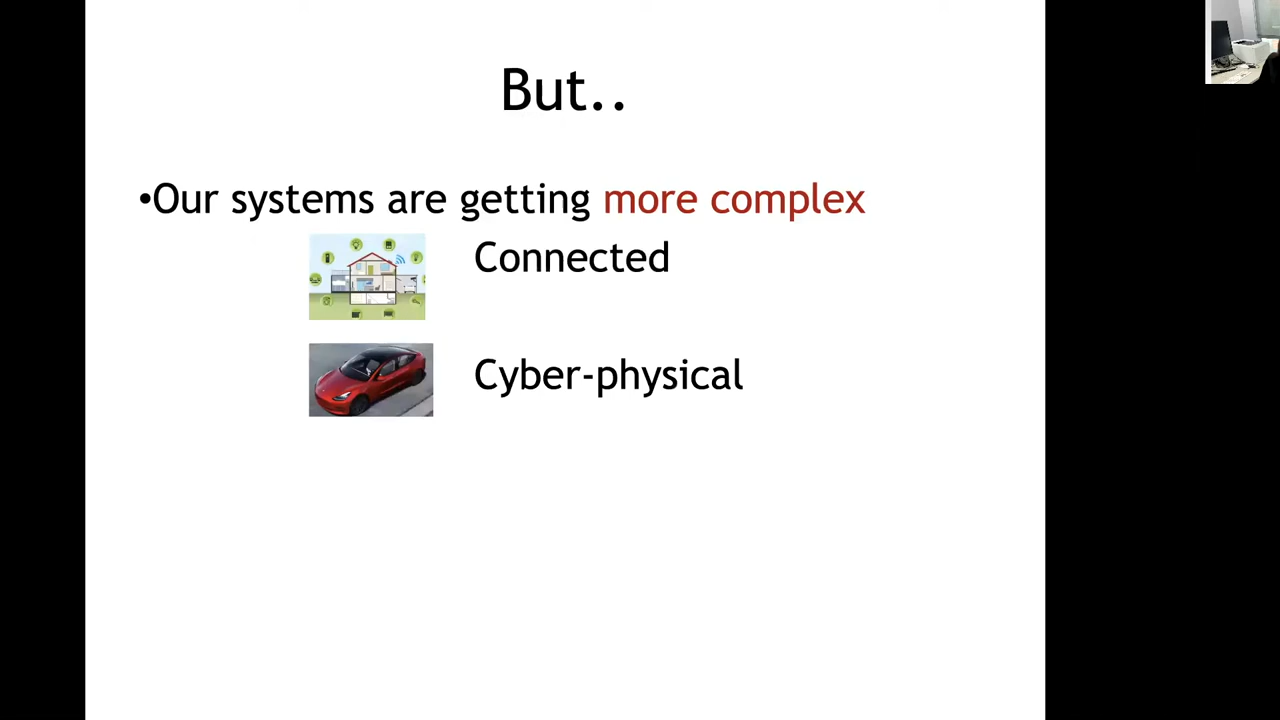 But..
•Our systems are getting more complex
Connected
Cyber-physical